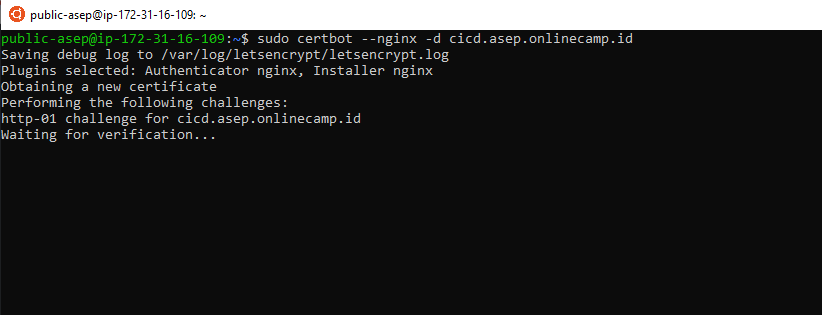 public-asep@ip-172-31-16-109: ~
public-asep@ip-172-31-16-109:~$ sudo certbot --nginx -d cicd.asep.onlinecamp.id
Saving debug log to /var/log/letsencrypt/letsencrypt.log
Plugins selected: Authenticator nginx, Installer nginx
Obtaining a new certificate
Performing the following challenges:
http-01 challenge for cicd.asep.onlinecamp.id
Waiting for verification...